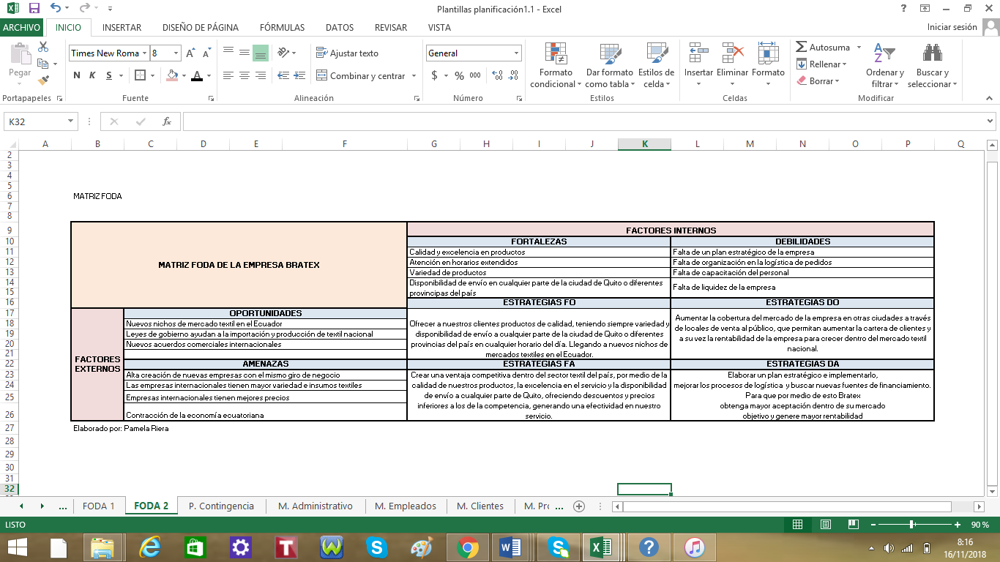 Plantillas planificación1.1 - Excel
ARCHIVO INICIO INSERTAR DISEÑO DE PÁGINA FÓRMULAS DATOS REVISAR VISTA Iniciar sesión
Pegar
Portapapeles
Times New Roma 8
N K S
Fuente
Ajustar texto
Combinar y centrar
Alineación
General
$ % 000
Número
Formato condicional
Dar formato como tabla
Estilos de celda
Estilos
Insertar Eliminar Formato
Celdas
Autosuma
Rellenar
Borrar
Ordenar y filtrar
Buscar y seleccionar
Modificar
K32
fx
A B C D E F G H I J K L M N O P Q
2
3
4
5
6
7
8
9
10
11
12
13
14
15
16
17
18
19
20
21
22
23
24
25
26
27
28
29
30
31
32
MATRIZ FODA
MATRIZ FODA DE LA EMPRESA BRATEX
FACTORES INTERNOS
FORTALEZAS
DEBILIDADES
Calidad y excelencia en productos
Falta de un plan estratégico de la empresa
Atención en horarios extendidos
Falta de organización en la logística de pedidos
Variedad de productos
Falta de capacitación del personal
Disponibilidad de envío en cualquier parte de la ciudad de Quito o diferentes
provincipas del país
Falta de liquidez de la empresa
ESTRATEGIAS FO
ESTRATEGIAS DO
FACTORES
EXTERNOS
OPORTUNIDADES
Nuevos nichos de mercado textil en el Ecuador
Leyes de gobierno ayudan a la importación y producción de textil nacional
Nuevos acuerdos comerciales internacionales
Ofrecer a nuestros clientes productos de calidad, teniendo siempre variedad y
disponibilidad de envío a cualquier parte de la ciudad de Quito o diferentes
provincias del país en cualquier horario del día. Llegando a nuevos nichos de
mercados textiles en el Ecuador.
Aumentar la cobertura del mercado de la empresa en otras ciudades a través
de locales de venta al público, que permitan aumentar la cartera de clientes y
a su vez la rentabilidad de la empresa para crecer dentro del mercado textil
nacional.
AMENAZAS
ESTRATEGIAS FA
ESTRATEGIAS DA
Alta creación de nuevas empresas con el mismo giro de negocio
Las empresas internacionales tienen mayor variedad e insumos textiles
Empresas internacionales tienen mejores precios
Contracción de la economía ecuatoriana
Crear una ventaja competitiva dentro del sector textil del país, por medio de la
calidad de nuestros productos, la excelencia en el servicio y la disponibilidad
de envío a cualquier parte de Quito, ofreciendo descuentos y precios
inferiores a los de la competencia, generando una efectividad en nuestro
servicio.
Elaborar un plan estratégico e implementarlo,
mejorar los procesos de logística y buscar nuevas fuentes de financiamiento.
Para que por medio de esto Bratex
obtenga mayor aceptación dentro de su mercado
objetivo y genere mayor rentabilidad
Elaborado por: Pamela Riera
... FODA 1 FODA 2 P. Contingencia M. Administrativo M. Empleados M. Clientes M. Prc ...
LISTO
90 %
8:16
16/11/2018